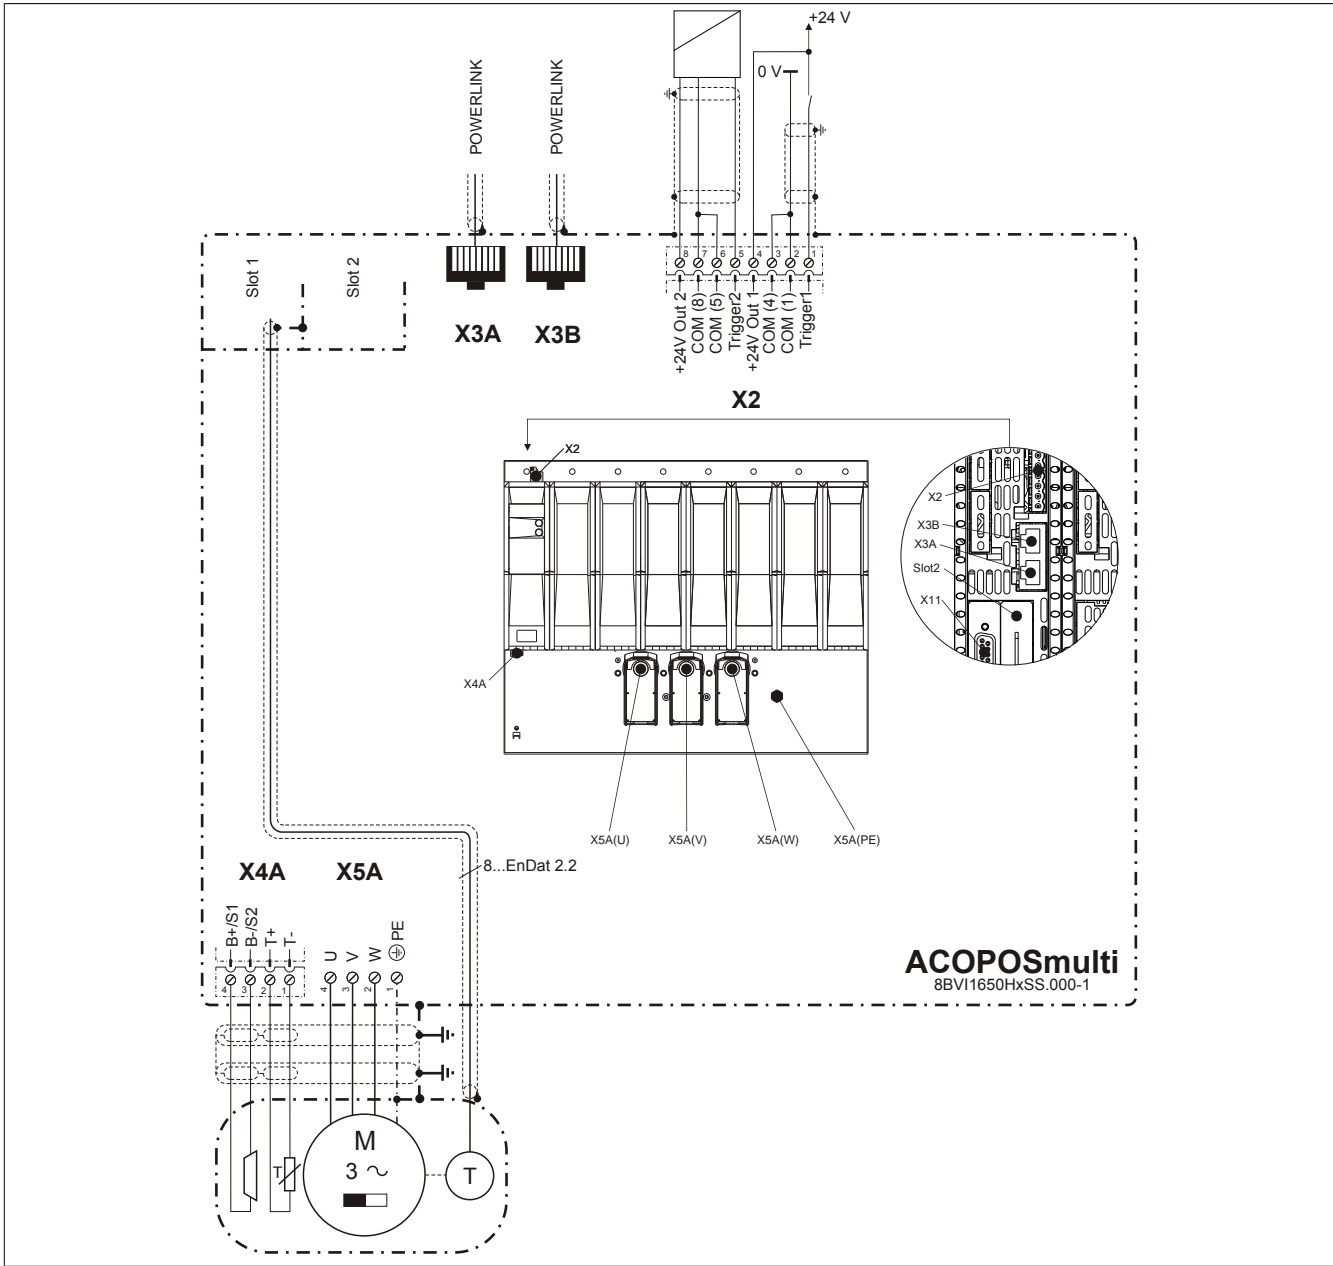 +24 V
0 V
POWERLINK
POWERLINK
Slot 1
Slot 2
X3A
X3B
8 7 6 5 4 3 2 1
+24V Out 2
COM (8)
COM (5)
Trigger2
+24V Out 1
COM (4)
COM (1)
Trigger1
X2
X2
X2
X3B
X3A
Slot2
X11
X4A
X5A(U)
X5A(V)
X5A(W)
X5A(PE)
8...EnDat 2.2
X4A
X5A
B+/S1
B-/S2
T+
T-
U
V
W
PE
4 3 2 1
4 3 2 1
ACOPOSmulti
8BVI1650HxSS.000-1
M
3 ~
T
T